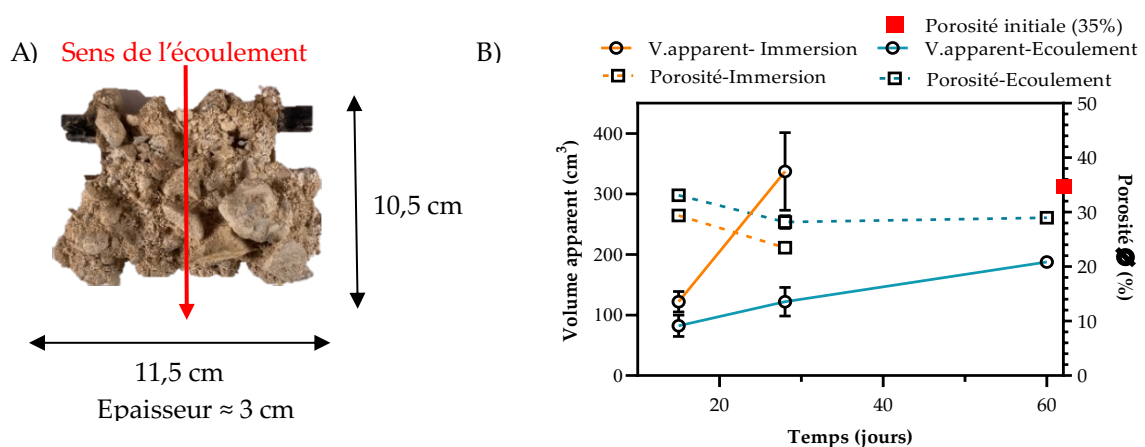 A)
Sens de l'écoulement
10,5 cm
11,5 cm
Epaisseur ≈ 3 cm
B)
Porosité initiale (35%)
V.apparent- Immersion
V.apparent-Ecoulement
Porosité-Immersion
Porosité-Ecoulement
Volume apparent (cm³)
400
300
200
100
0
50
40
30
20
10
0
Porosité (%)
20
40
60
Temps (jours)